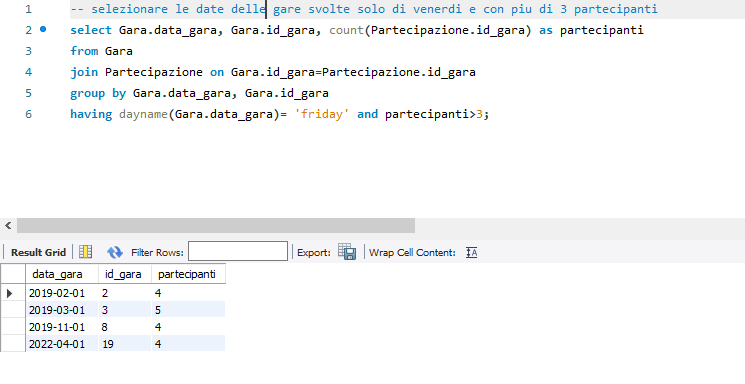 1 -- selezionare le date delle gare svolte solo di venerdi e con piu di 3 partecipanti
2 select Gara.data_gara, Gara.id_gara, count(Partecipazione.id_gara) as partecipanti
3 from Gara
4 join Partecipazione on Gara.id_gara=Partecipazione.id_gara
5 group by Gara.data_gara, Gara.id_gara
6 having dayname(Gara.data_gara)= 'friday' and partecipanti>3;
Result Grid Filter Rows: Export: Wrap Cell Content: IA
data_gara id_gara partecipanti
2019-02-01 2 4
2019-03-01 3 5
2019-11-01 8 4
2022-04-01 19 4